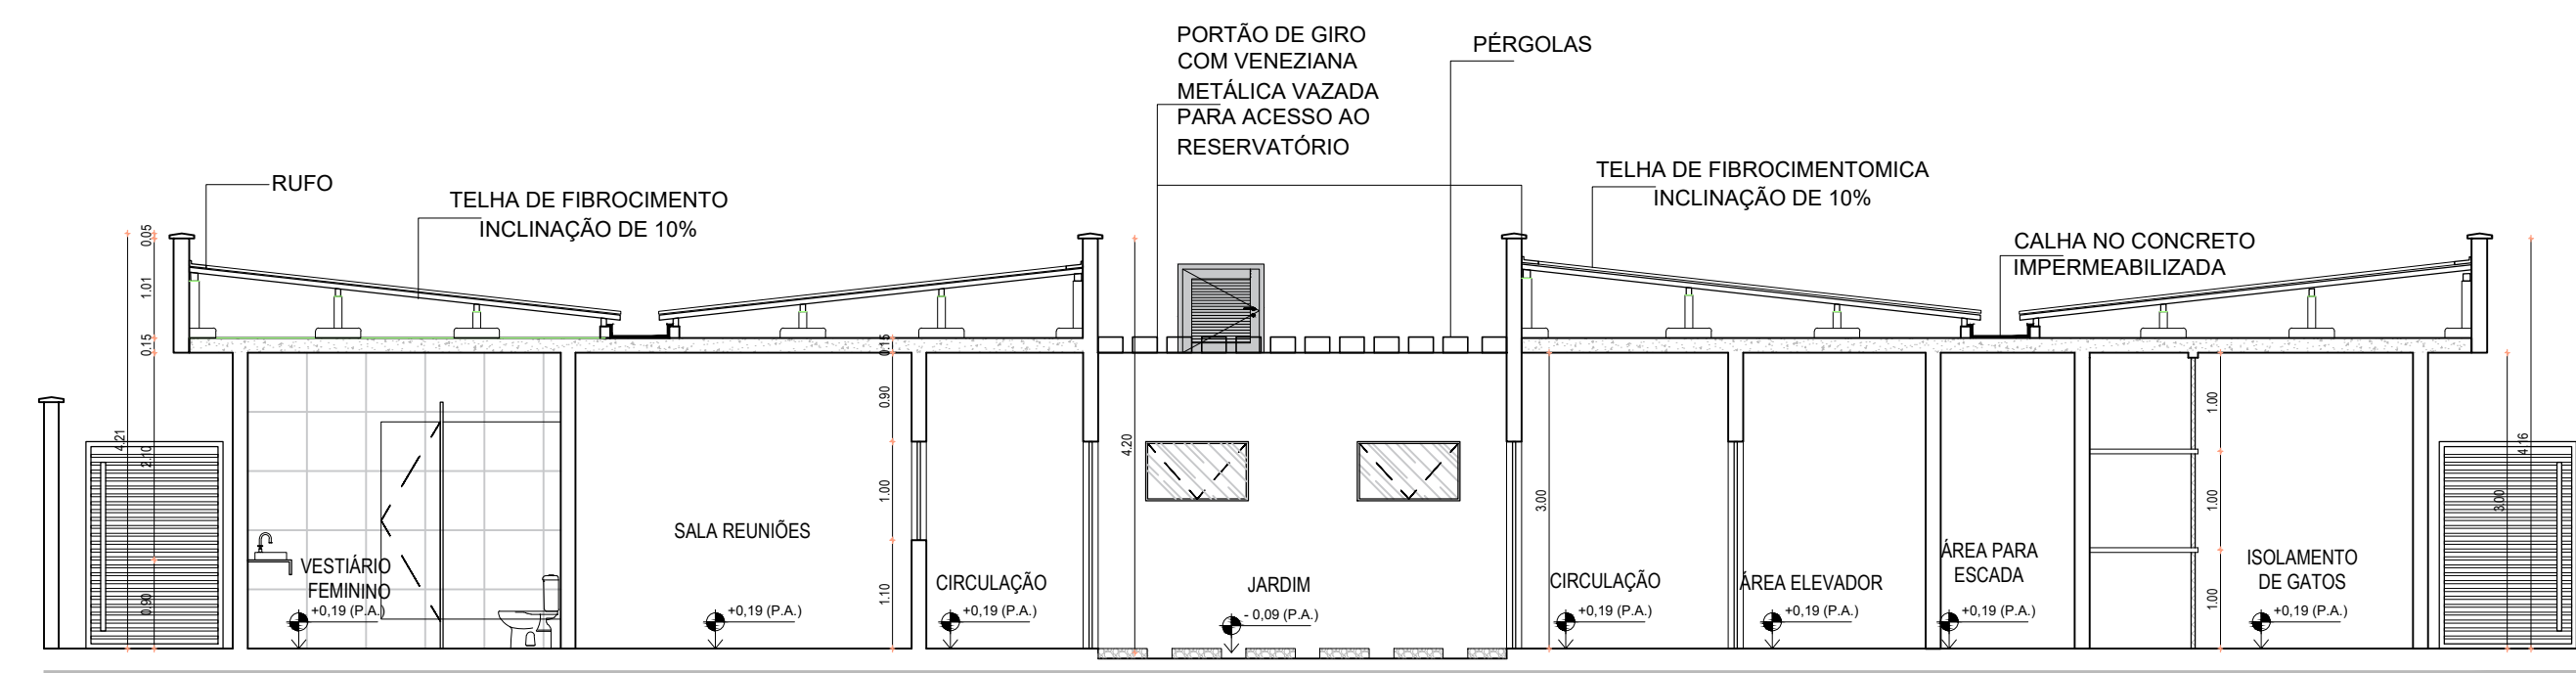 PORTÃO DE GIRO
COM VENEZIANA
METÁLICA VAZADA
PARA ACESSO AO
RESERVATÓRIO
PÉRGOLAS
RUFO
TELHA DE FIBROCIMENTO
INCLINAÇÃO DE 10%
TELHA DE FIBROCIMENTOMICA
INCLINAÇÃO DE 10%
CALHA NO CONCRETO
IMPERMEABILIZADA
0.05
1.01
0.15
4.21
2.10
0.90
0.15
0.90
1.00
1.10
4.20
3.00
1.00
1.00
1.00
3.00
4.16
VESTIÁRIO
FEMININO
+0,19 (P.A.)
SALA REUNIÕES
+0,19 (P.A.)
CIRCULAÇÃO
+0,19 (P.A.)
JARDIM
- 0,09 (P.A.)
CIRCULAÇÃO
+0,19 (P.A.)
ÁREA ELEVADOR
+0,19 (P.A.)
ÁREA PARA
ESCADA
+0,19 (P.A.)
ISOLAMENTO
DE GATOS
+0,19 (P.A.)